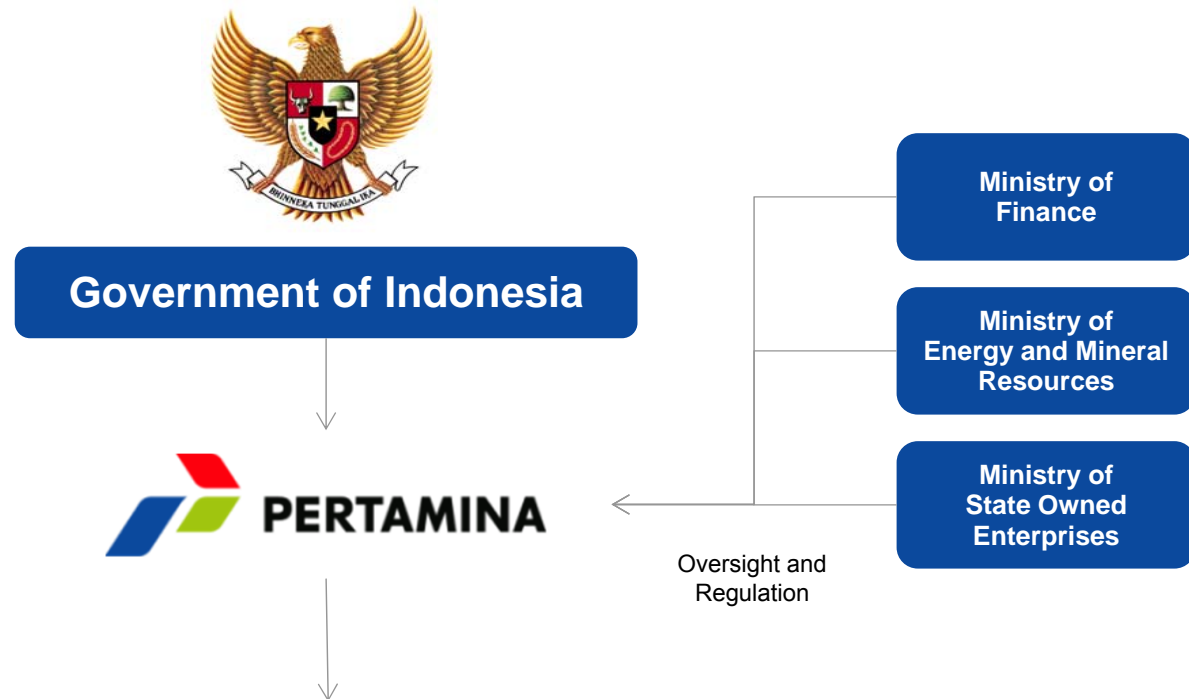 BHINNEKA TUNGGAL IKA
Government of Indonesia
PERTAMINA
Ministry of
Finance
Ministry of
Energy and Mineral
Resources
Ministry of
State Owned
Enterprises
Oversight and
Regulation